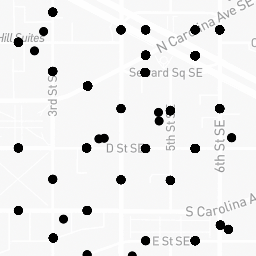 N Carolina Ave SE
Hill Suites
Seward Sq SE
3rd St SE
5th St SE
6th St SE
D St SE
S Carolina A
E St SE